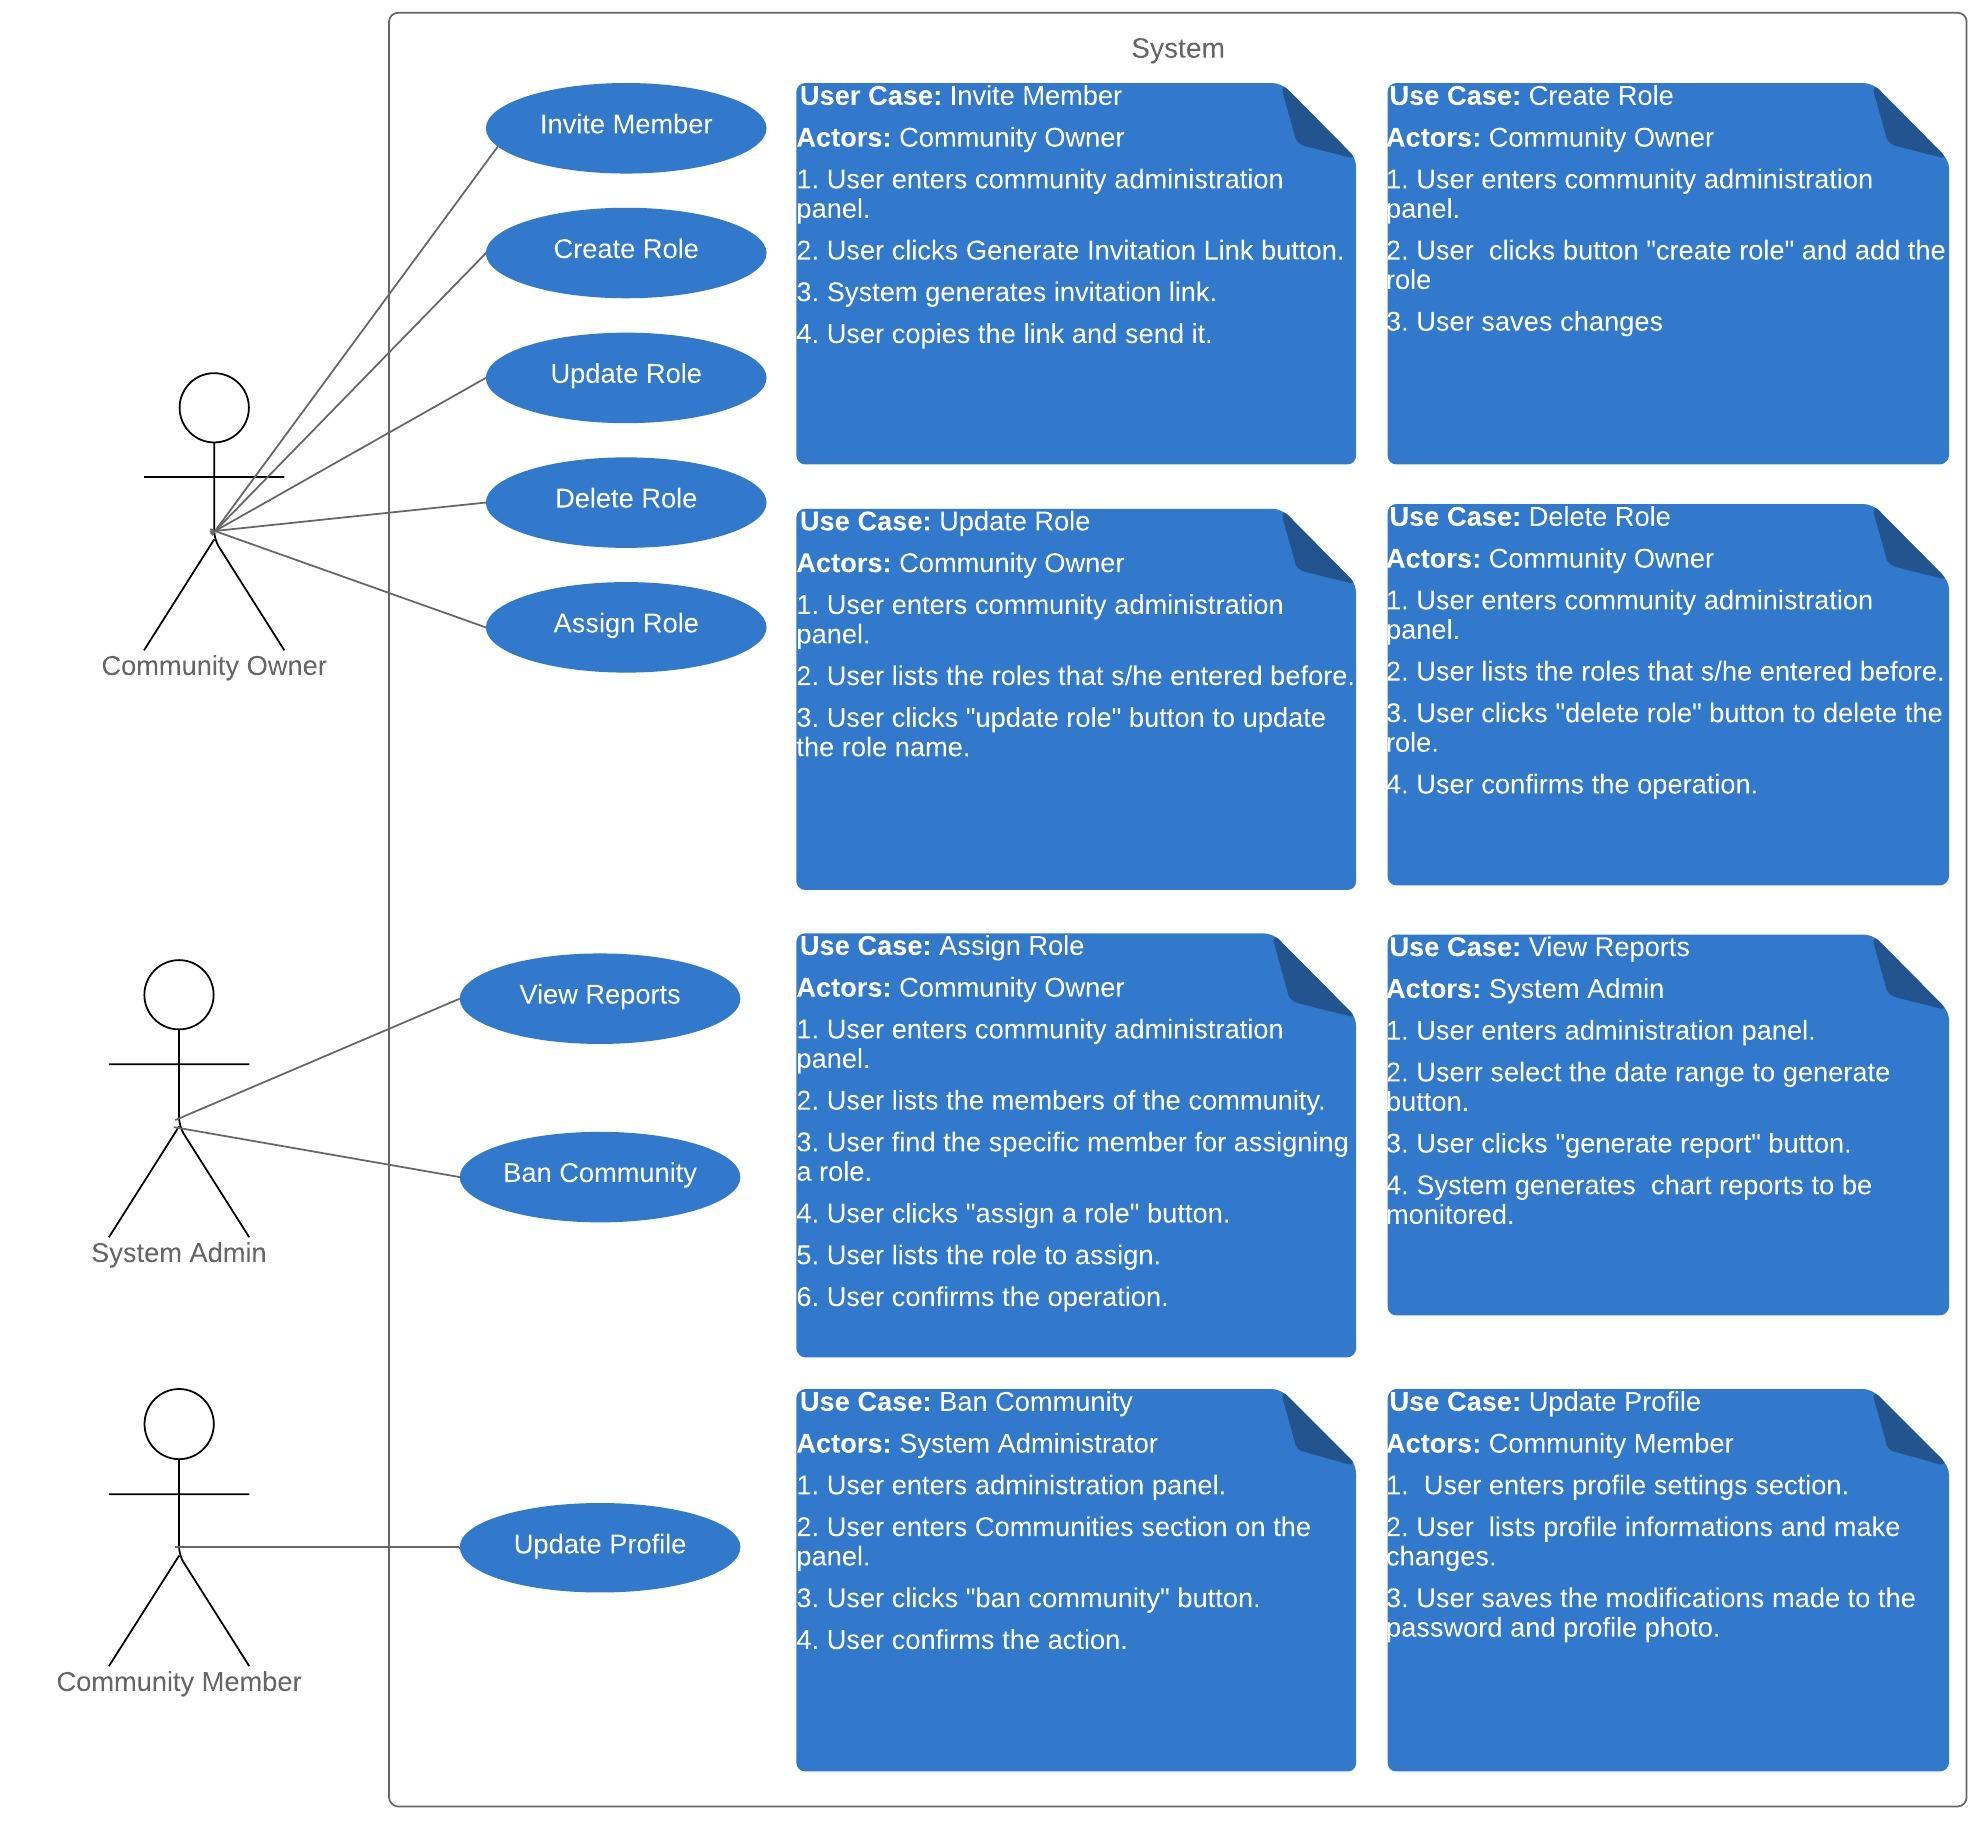 System
Invite Member
Create Role
Update Role
Delete Role
Assign Role
Community Owner
View Reports
Ban Community
System Admin
Update Profile
Community Member
User Case: Invite Member
Actors: Community Owner
1. User enters community administration
panel.
2. User clicks Generate Invitation Link button.
3. System generates invitation link.
4. User copies the link and send it.
Use Case: Create Role
Actors: Community Owner
1. User enters community administration
panel.
2. User  clicks button "create role" and add the
role
3. User saves changes
Use Case: Update Role
Actors: Community Owner
1. User enters community administration
panel.
2. User lists the roles that s/he entered before.
3. User clicks "update role" button to update
the role name.
Use Case: Delete Role
Actors: Community Owner
1. User enters community administration
panel.
2. User lists the roles that s/he entered before.
3. User clicks "delete role" button to delete the
role.
4. User confirms the operation.
Use Case: Assign Role
Actors: Community Owner
1. User enters community administration
panel.
2. User lists the members of the community.
3. User find the specific member for assigning
a role.
4. User clicks "assign a role" button.
5. User lists the role to assign.
6. User confirms the operation.
Use Case: View Reports
Actors: System Admin
1. User enters administration panel.
2. Userr select the date range to generate
button.
3. User clicks "generate report" button.
4. System generates  chart reports to be
monitored.
Use Case: Ban Community
Actors: System Administrator
1. User enters administration panel.
2. User enters Communities section on the
panel.
3. User clicks "ban community" button.
4. User confirms the action.
Use Case: Update Profile
Actors: Community Member
1.  User enters profile settings section.
2. User  lists profile informations and make
changes.
3. User saves the modifications made to the
password and profile photo.